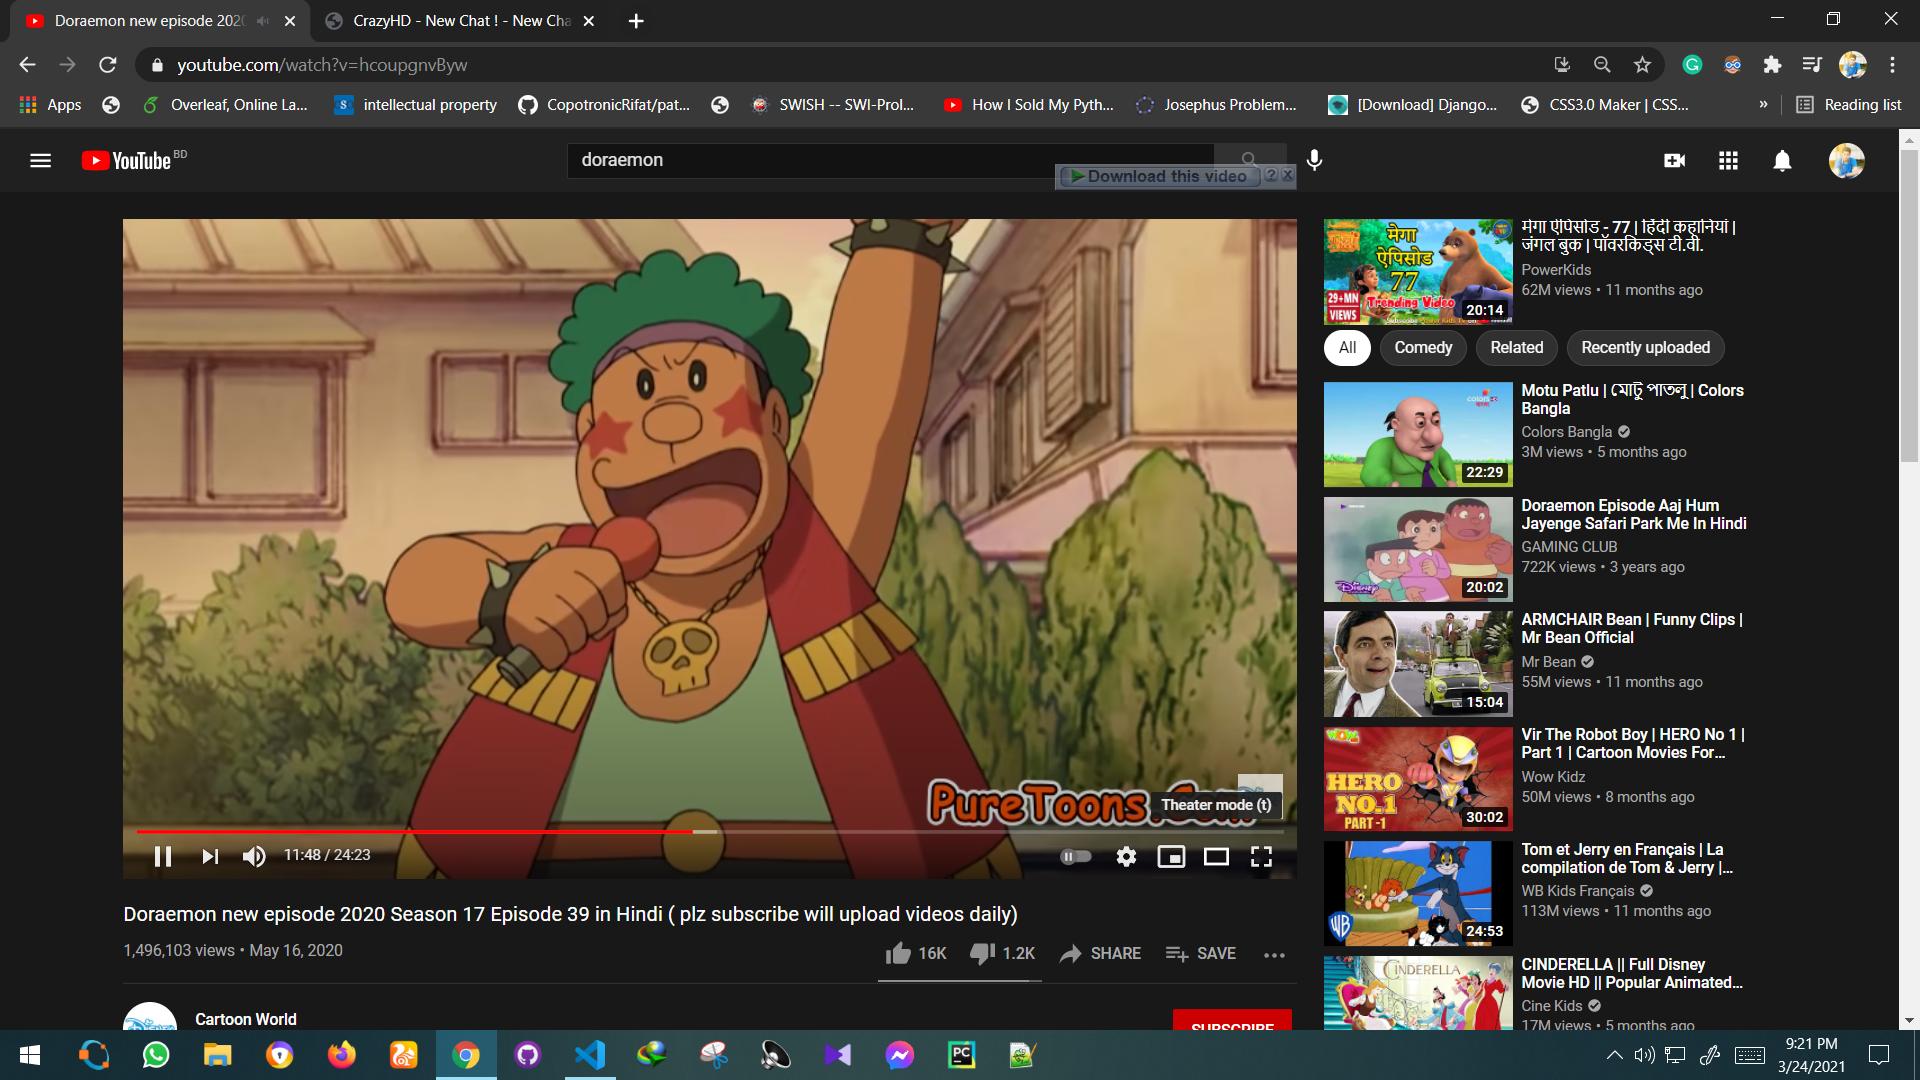 Doraemon new episode 202
CrazyHD - New Chat ! - New Cha
youtube.com/watch?v=hcoupgnvByw
Apps
Overleaf, Online La...
intellectual property
CopotronicRifat/pat...
SWISH -- SWI-Prol...
How I Sold My Pyth...
Josephus Problem...
[Download] Django...
CSS3.0 Maker | CSS...
»
Reading list
YouTube BD
doraemon
Download this video
PureToons.Com
Theater mode (t)
11:48 / 24:23
Doraemon new episode 2020 Season 17 Episode 39 in Hindi ( plz subscribe will upload videos daily)
1,496,103 views • May 16, 2020
16K
1.2K
SHARE
SAVE
Cartoon World
SUBSCRIBE
मेगा
ऐपिसोड
77
29+MN
VIEWS
Trending Video
20:14
मेगा ऐपिसोड - 77 | हिंदी कहानियां |
जंगल बुक | पॉवरकिड्स टी.वी.
PowerKids
62M views • 11 months ago
All
Comedy
Related
Recently uploaded
colors
22:29
Motu Patlu | মোটু পাতলু | Colors
Bangla
Colors Bangla
3M views • 5 months ago
Disney
20:02
Doraemon Episode Aaj Hum
Jayenge Safari Park Me In Hindi
GAMING CLUB
722K views • 3 years ago
15:04
ARMCHAIR Bean | Funny Clips |
Mr Bean Official
Mr Bean
55M views • 11 months ago
WOW
HERO
NO.1
PART -1
30:02
Vir The Robot Boy | HERO No 1 |
Part 1 | Cartoon Movies For...
Wow Kidz
50M views • 8 months ago
WB
24:53
Tom et Jerry en Français | La
compilation de Tom & Jerry |...
WB Kids Français
113M views • 11 months ago
CINDERELLA
CINDERELLA || Full Disney
Movie HD || Popular Animated...
Cine Kids
17M views • 5 months ago
PC
9:21 PM
3/24/2021